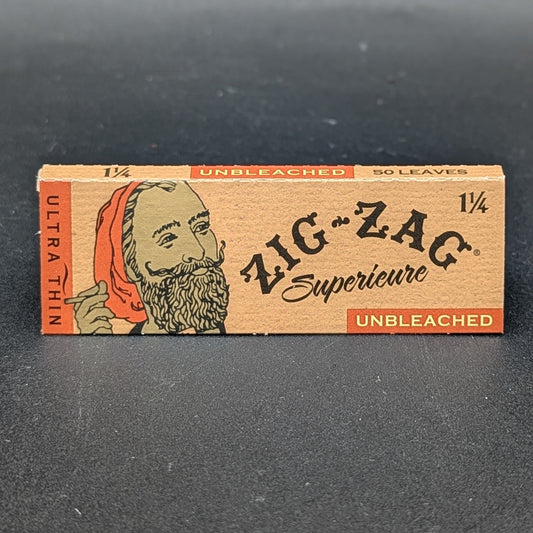 1¼ UNBLEACHED 50 LEAVES
ULTRA THIN
ZIG-ZAG®
1¼
Superieure
UNBLEACHED